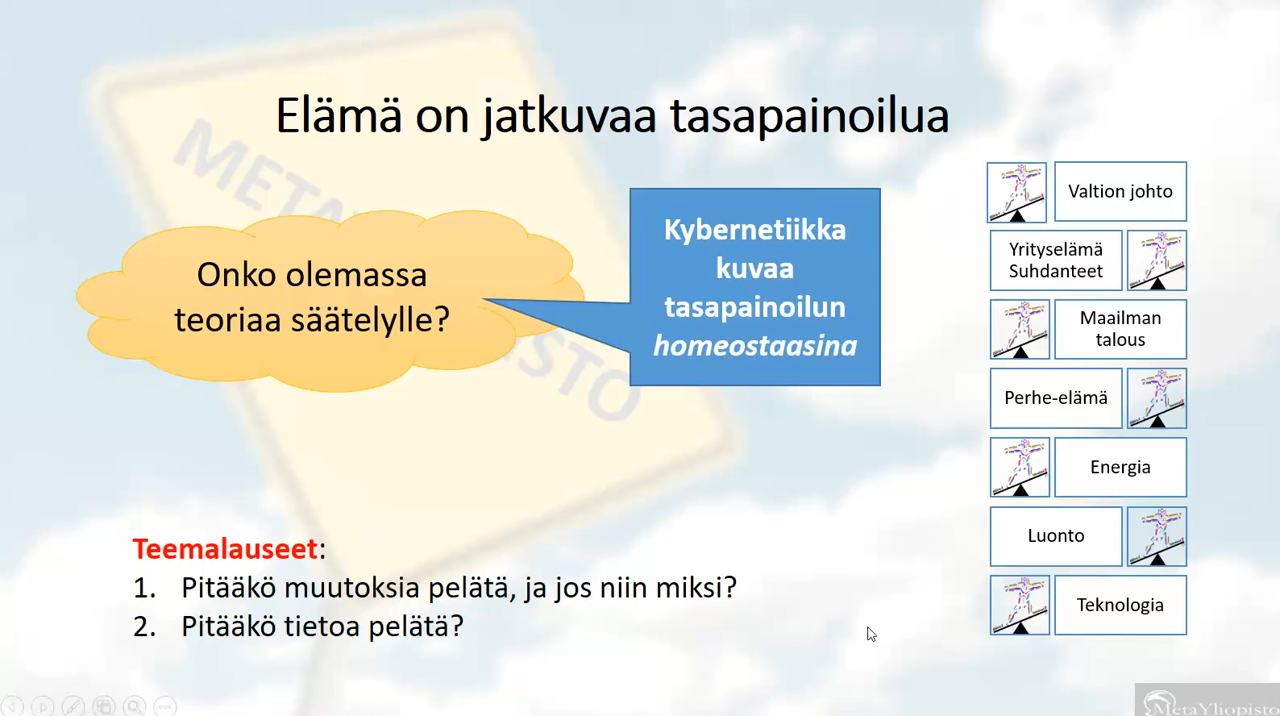 Elämä on jatkuvaa tasapainoilua
Onko olemassa
teoriaa säätelylle?
Kybernetiikka
kuvaa
tasapainoilun
homeostaasina
Valtion johto
Yrityselämä
Suhdanteet
Maailman
talous
Perhe-elämä
Energia
Luonto
Teknologia
Teemalauseet:
1. Pitääkö muutoksia pelätä, ja jos niin miksi?
2. Pitääkö tietoa pelätä?
MetaYliopisto